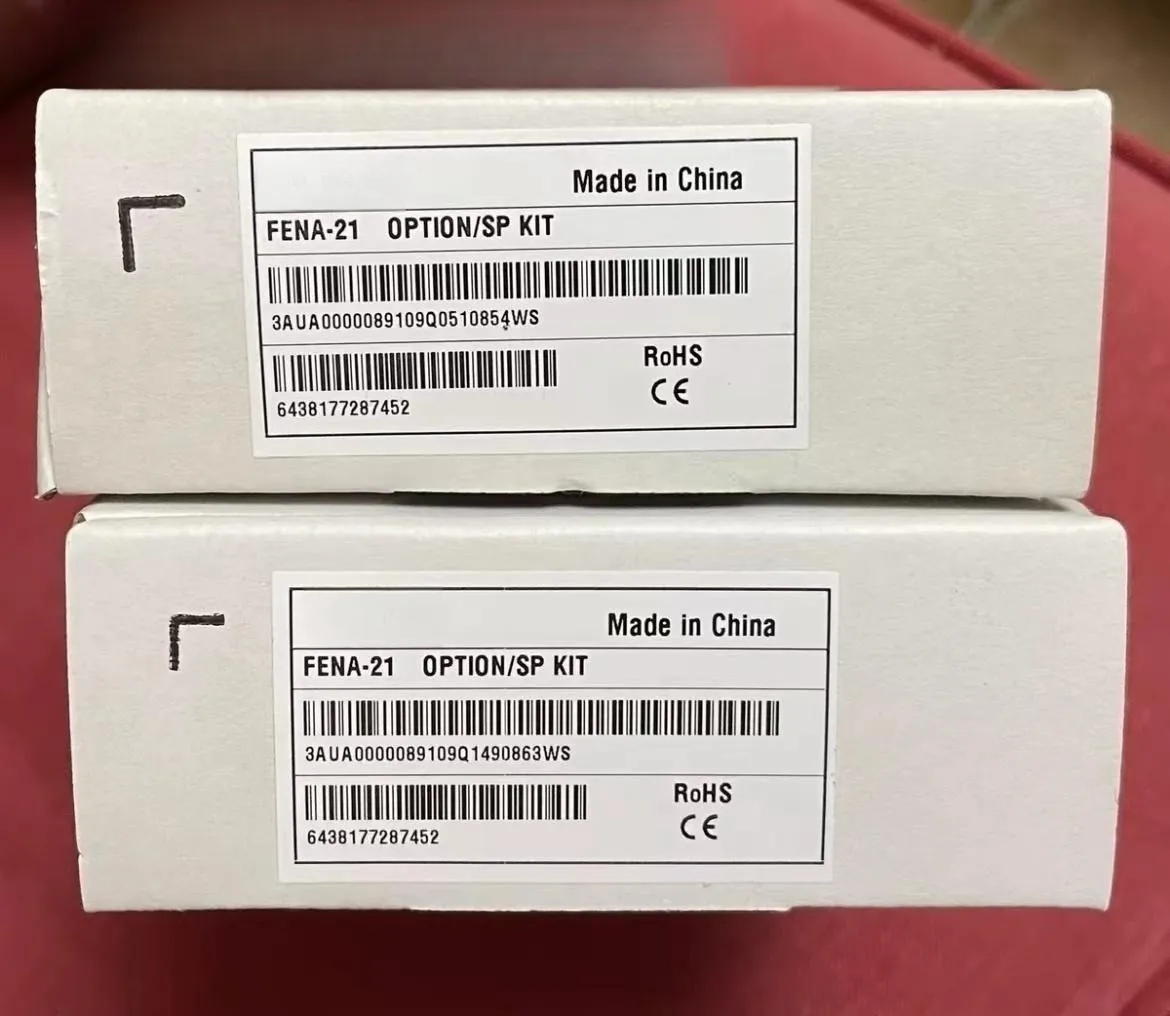 Made in China
FENA-21 OPTION/SP KIT
3AUA0000089109Q0510854WS
6438177287452
RoHS
CE
Made in China
FENA-21 OPTION/SP KIT
3AUA0000089109Q1490863WS
6438177287452
RoHS
CE